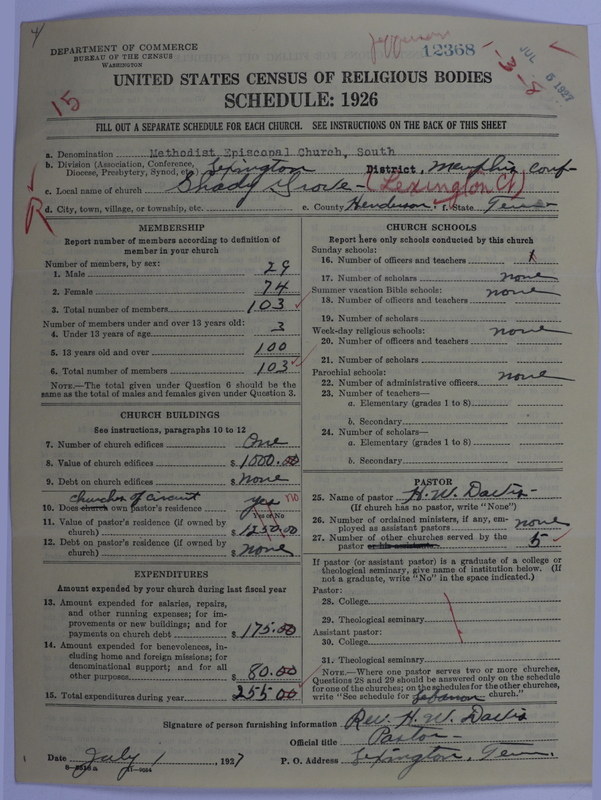 4/
DEPARTMENT OF COMMERCE
BUREAU OF THE CENSUS
WASHINGTON
Jefferson
12368
1-3-8
JUL 5 1927
15
UNITED STATES CENSUS OF RELIGIOUS BODIES
SCHEDULE: 1926
FILL OUT A SEPARATE SCHEDULE FOR EACH CHURCH. SEE INSTRUCTIONS ON THE BACK OF THIS SHEET
a. Denomination Methodist Episcopal Church, South
b. Division (Association, Conference, Diocese, Presbytery, Synod, etc.) Lexington District, Memphis Conf-
c. Local name of church Shady Grove - (Lexington Ct)
R
d. City, town, village, or township, etc. e. County Henderson f. State Tenn
MEMBERSHIP
Report number of members according to definition of
member in your church
Number of members, by sex:
1. Male 29
2. Female 74
3. Total number of members 103
Number of members under and over 13 years old:
4. Under 13 years of age 3
5. 13 years old and over 100
6. Total number of members 103
NOTE.—The total given under Question 6 should be the
same as the total of males and females given under Question 3.
CHURCH BUILDINGS
See instructions, paragraphs 10 to 12
7. Number of church edifices One
8. Value of church edifices $ 1000.00
9. Debt on church edifices $ None
churches of circuit
10. Does church own pastor's residence yes no
Yes or No
11. Value of pastor's residence (if owned by
church) $ 1250.00
12. Debt on pastor's residence (if owned by
church) $ none
EXPENDITURES
Amount expended by your church during last fiscal year
13. Amount expended for salaries, repairs,
and other running expenses; for im-
provements or new buildings; and for
payments on church debt $ 175.00
14. Amount expended for benevolences, in-
cluding home and foreign missions; for
denominational support; and for all
other purposes $ 80.00
15. Total expenditures during year $ 255.00
CHURCH SCHOOLS
Report here only schools conducted by this church
Sunday schools:
16. Number of officers and teachers 1
17. Number of scholars none
Summer vacation Bible schools: none
18. Number of officers and teachers
19. Number of scholars
Week-day religious schools: none
20. Number of officers and teachers
21. Number of scholars
Parochial schools: none
22. Number of administrative officers
23. Number of teachers—
a. Elementary (grades 1 to 8)
b. Secondary
24. Number of scholars—
a. Elementary (grades 1 to 8)
b. Secondary
PASTOR
25. Name of pastor H. W. Davis
(If church has no pastor, write "None")
26. Number of ordained ministers, if any, em-
ployed as assistant pastors none
27. Number of other churches served by the
pastor or his assistants 5
If pastor (or assistant pastor) is a graduate of a college or
theological seminary, give name of institution below. (If
not a graduate, write "No" in the space indicated.)
Pastor:
28. College
29. Theological seminary
Assistant pastor:
30. College
31. Theological seminary
NOTE.—Where one pastor serves two or more churches,
Questions 28 and 29 should be answered only on the schedule
for one of the churches; on the schedules for the other churches,
write "See schedule for Lebanon church."
Signature of person furnishing information Rev. H. W. Davis
Official title Pastor
Date July 1, 1927 P. O. Address Lexington, Tenn.